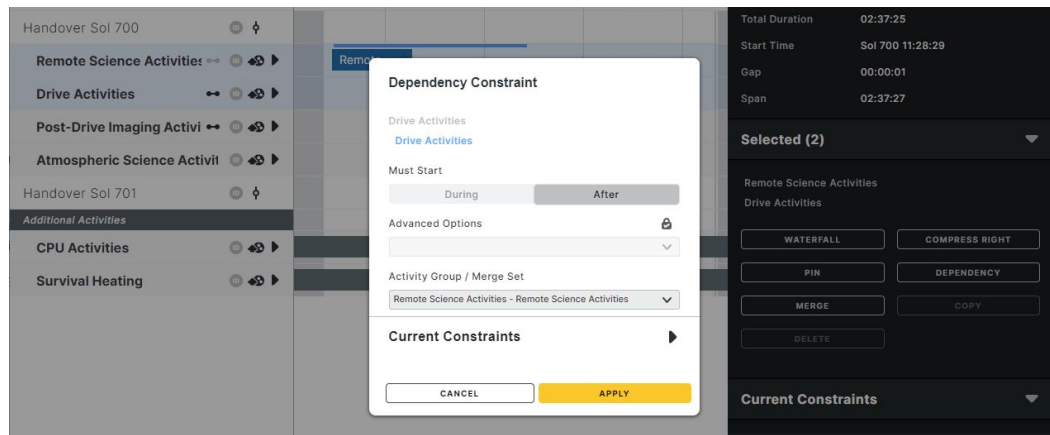 Handover Sol 700
Remote Science Activities
Drive Activities
Post-Drive Imaging Activi
Atmospheric Science Activit
Handover Sol 701
Additional Activities
CPU Activities
Survival Heating
Dependency Constraint
Drive Activities
Drive Activities
Must Start
During After
Advanced Options
Activity Group / Merge Set
Remote Science Activities - Remote Science Activities
Current Constraints
CANCEL APPLY
Total Duration 02:37:25
Start Time Sol 700 11:28:29
Gap 00:00:01
Span 02:37:27
Selected (2)
Remote Science Activities
Drive Activities
WATERFALL COMPRESS RIGHT
PIN DEPENDENCY
MERGE COPY
DELETE
Current Constraints